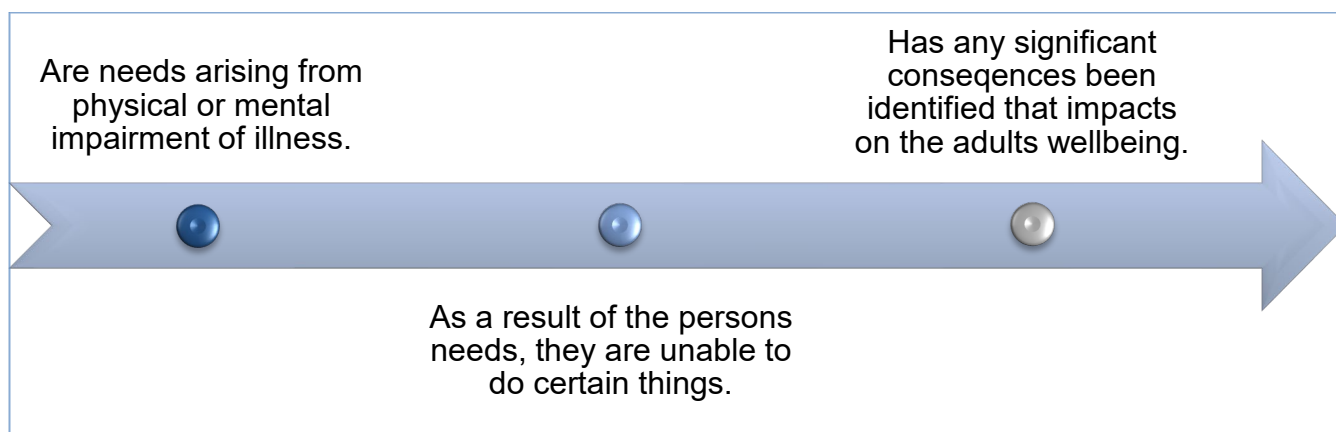 Are needs arising from
physical or mental
impairment of illness.
As a result of the persons
needs, they are unable to
do certain things.
Has any significant
conseqences been
identified that impacts
on the adults wellbeing.